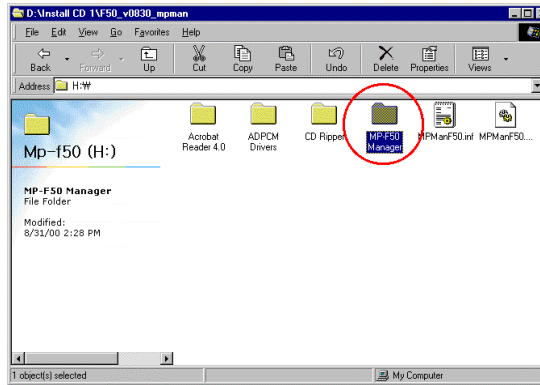 D:\Install CD 1\F50_v0830_mpman
File Edit View Go Favorites Help
Back Forward Up Cut Copy Paste Undo Delete Properties Views
Address H:₩
Acrobat Reader 4.0
ADPCM Drivers
CD Ripper
MP-F50 Manager
MPManF50.inf
MPManF50....
Mp-f50 (H:)
MP-F50 Manager
File Folder
Modified:
8/31/00 2:28 PM
1 object(s) selected
My Computer